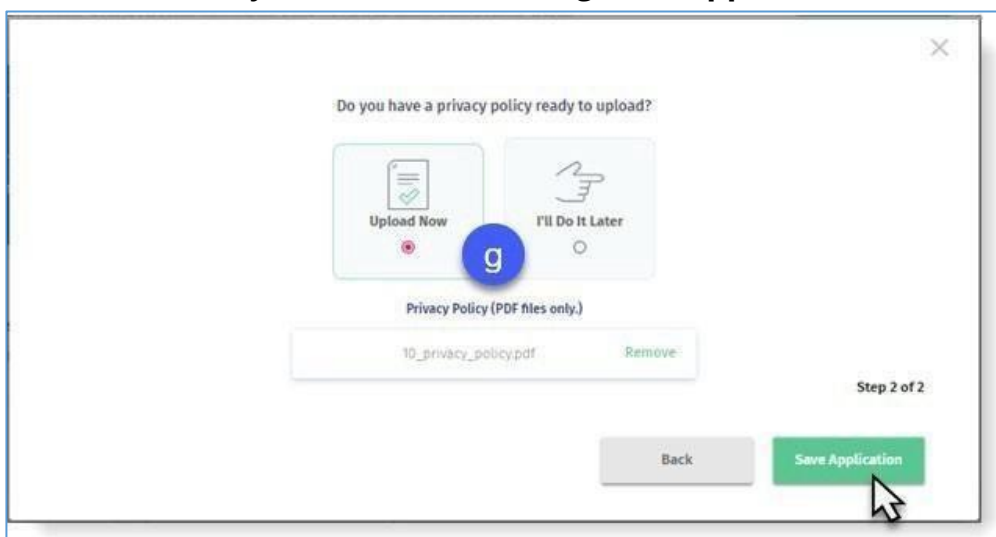 Do you have a privacy policy ready to upload?
Upload Now
I'll Do It Later
g
Privacy Policy (PDF files only.)
10_privacy_policy.pdf
Remove
Step 2 of 2
Back
Save Application